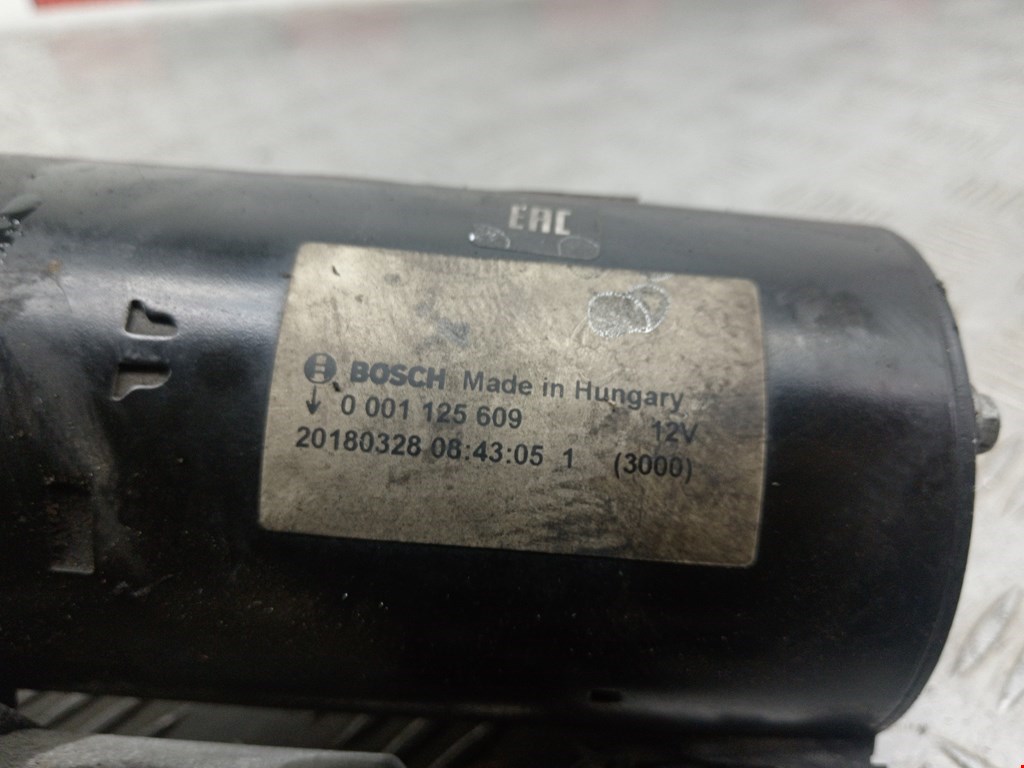 EAC
BOSCH Made in Hungary
↓ 0 001 125 609 12V
20180328 08:43:05 1 (3000)